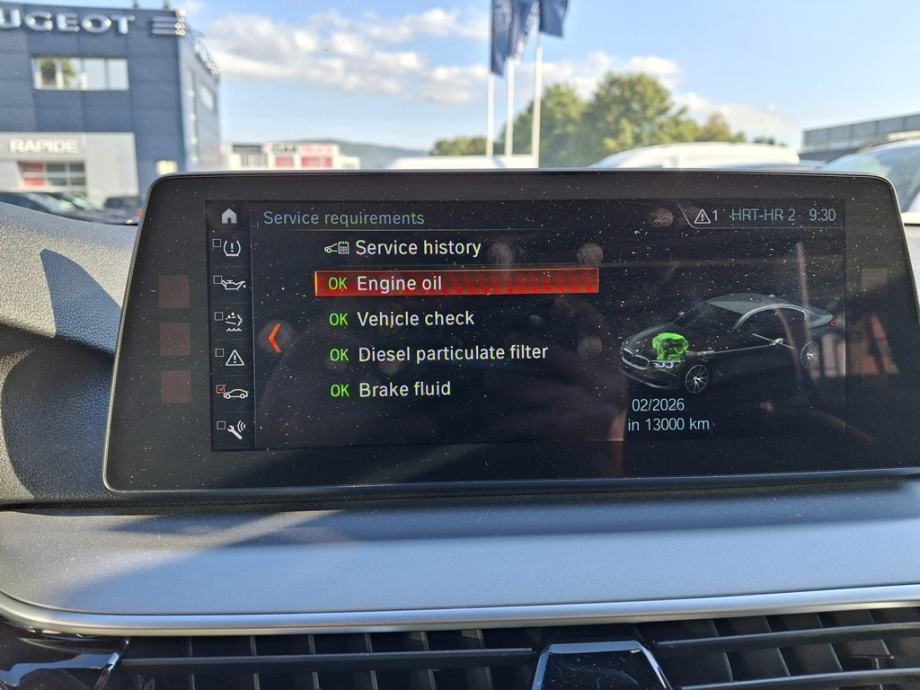 UGEOT
RAPIDE
Service requirements
1 HRT-HR 2 9:30
Service history
OK Engine oil
OK Vehicle check
OK Diesel particulate filter
OK Brake fluid
02/2026
in 13000 km